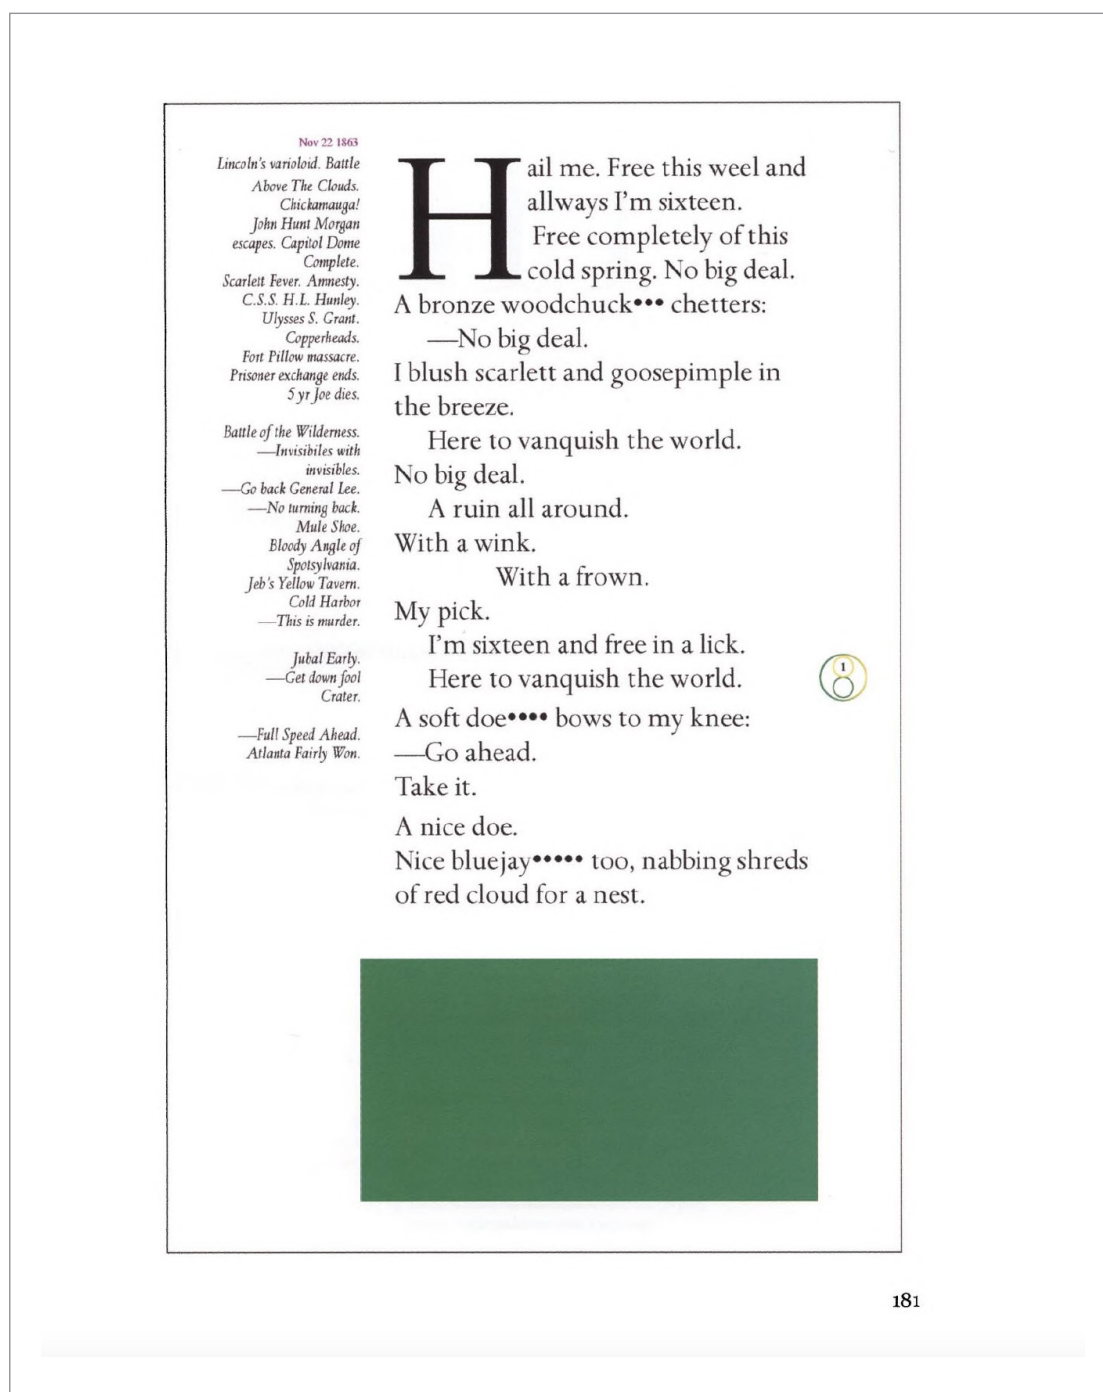 Nov 22 1863
Lincoln's varioloid. Battle
Above The Clouds.
Chickamauga!
John Hunt Morgan
escapes. Capitol Dome
Complete.
Scarlett Fever. Amnesty.
C.S.S. H.L. Hunley.
Ulysses S. Grant.
Copperheads.
Fort Pillow massacre.
Prisoner exchange ends.
5 yr Joe dies.
Battle of the Wilderness.
—Invisibiles with
invisibles.
—Go back General Lee.
—No turning back.
Mule Shoe.
Bloody Angle of
Spotsylvania.
Jeb's Yellow Tavern.
Cold Harbor
—This is murder.
Jubal Early.
—Get down fool
Crater.
—Full Speed Ahead.
Atlanta Fairly Won.
Hail me. Free this weel and
allways I'm sixteen.
Free completely of this
cold spring. No big deal.
A bronze woodchuck••• chetters:
—No big deal.
I blush scarlett and goosepimple in
the breeze.
Here to vanquish the world.
No big deal.
A ruin all around.
With a wink.
With a frown.
My pick.
I'm sixteen and free in a lick.
Here to vanquish the world.
A soft doe•••• bows to my knee:
—Go ahead.
Take it.
A nice doe.
Nice bluejay••••• too, nabbing shreds
of red cloud for a nest.
1
181